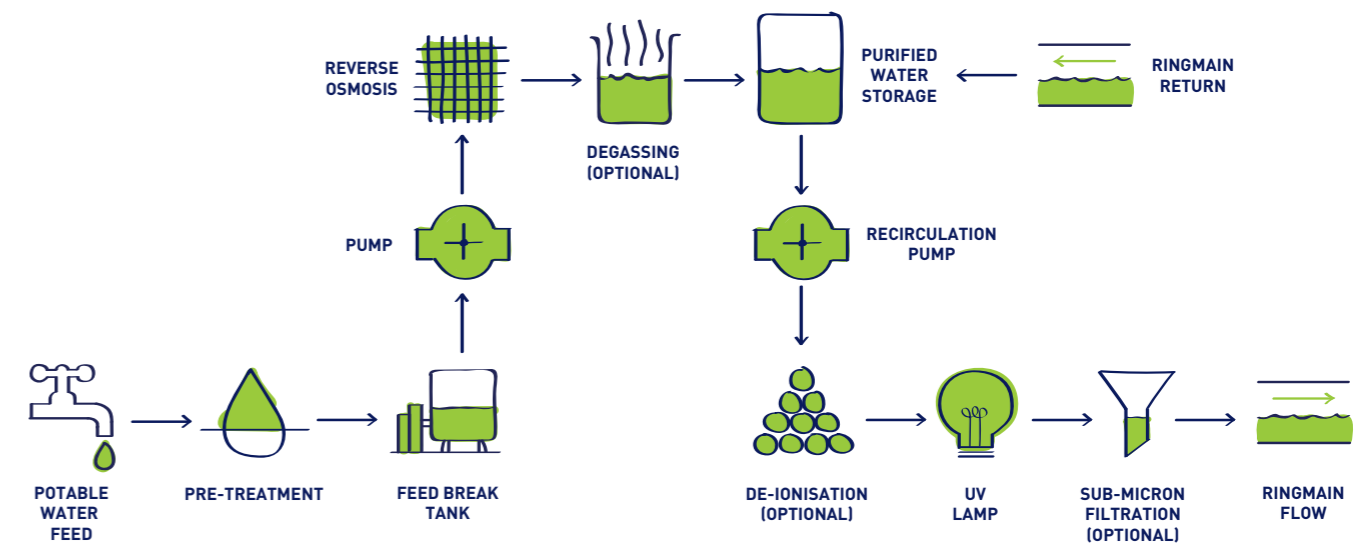 REVERSE
OSMOSIS
DEGASSING
(OPTIONAL)
PURIFIED
WATER
STORAGE
RINGMAIN
RETURN
PUMP
RECIRCULATION
PUMP
POTABLE
WATER
FEED
PRE-TREATMENT
FEED BREAK
TANK
DE-IONISATION
(OPTIONAL)
UV
LAMP
SUB-MICRON
FILTRATION
(OPTIONAL)
RINGMAIN
FLOW